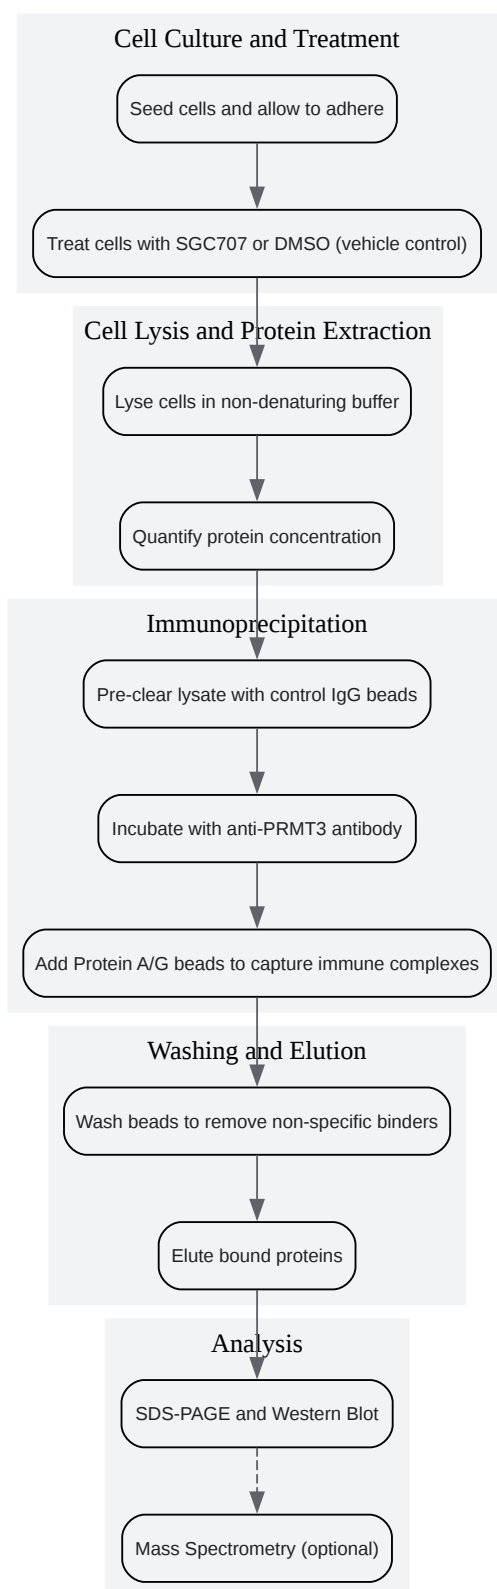 Cell Culture and Treatment
Seed cells and allow to adhere
Treat cells with SGC707 or DMSO (vehicle control)
Cell Lysis and Protein Extraction
Lyse cells in non-denaturing buffer
Quantify protein concentration
Immunoprecipitation
Pre-clear lysate with control IgG beads
Incubate with anti-PRMT3 antibody
Add Protein A/G beads to capture immune complexes
Washing and Elution
Wash beads to remove non-specific binders
Elute bound proteins
Analysis
SDS-PAGE and Western Blot
Mass Spectrometry (optional)